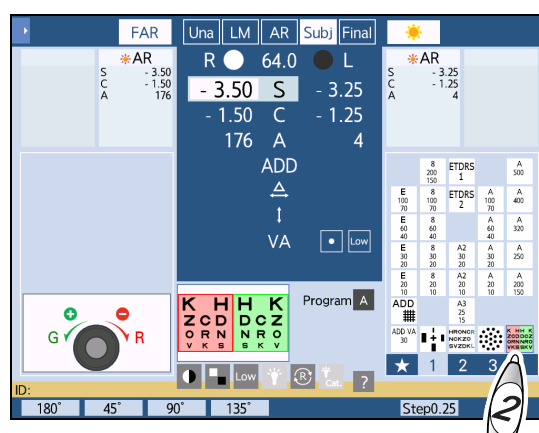 FAR
Una LM AR Subj Final
AR
S - 3.50
C - 1.50
A 176
R 64.0 L
- 3.50 S - 3.25
- 1.50 C - 1.25
176 A 4
ADD
VA Low
AR
S - 3.25
C - 1.25
A 4
8 200 150
ETDRS 1
A 500
E 100 70
8 100 70
ETDRS 2
A 100 70
A 400
E 60 40
8 60 40
A 60 40
A 320
E 30 20
8 30 20
A2 30 20
A 30 20
A 250
E 20 10
8 20 10
A2 20 10
A 20 10
A 200 150
ADD
A3 25 15
ADD VA 30
HRONCR
NCKZO
SVZDKL
K H H K
Z C D D C Z
O R N N R O
V K S S K V
Program A
G R
Low R Cat. ?
1 2 3
2
ID:
180° 45° 90° 135° Step0.25